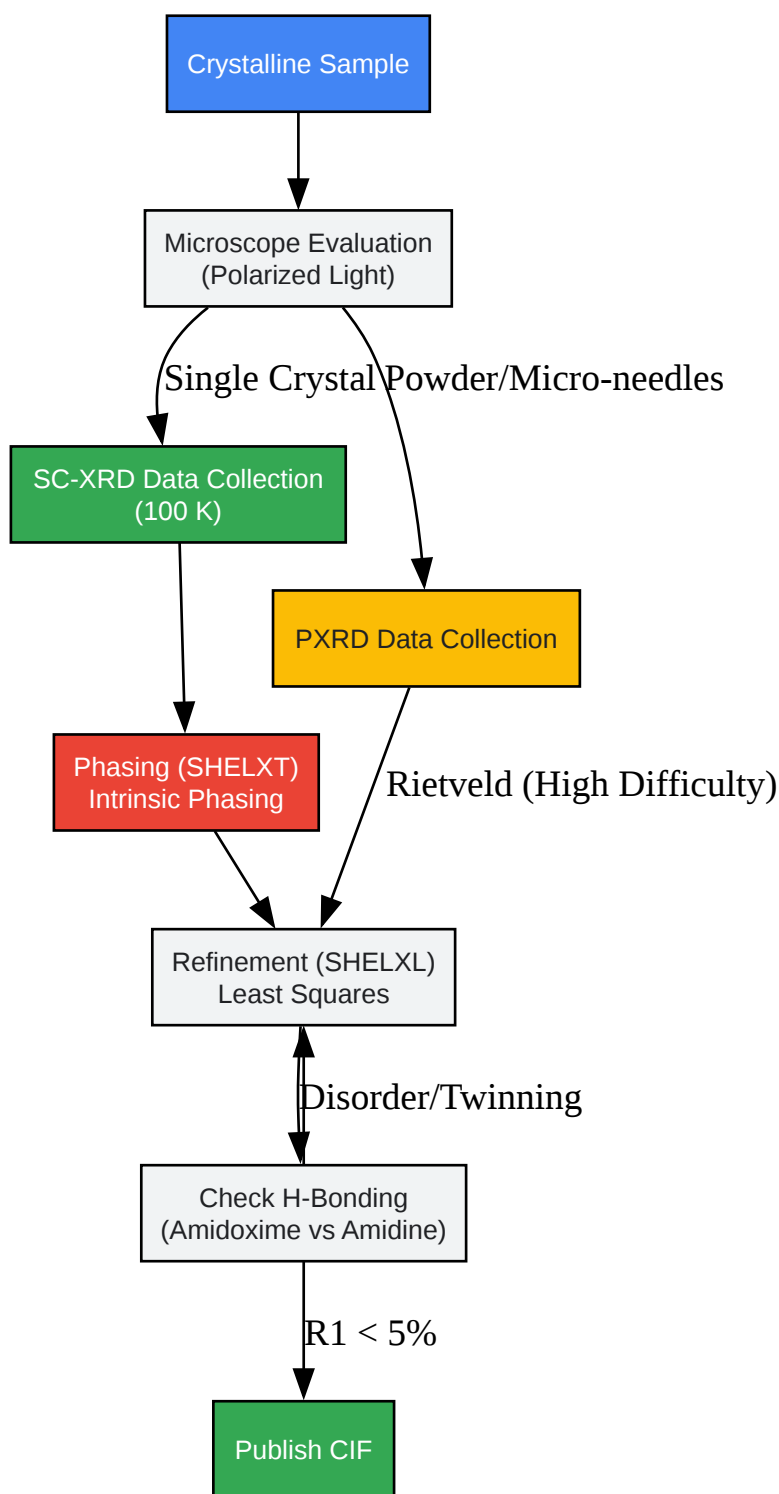 Crystalline Sample
Microscope Evaluation
(Polarized Light)
Single Crystal
Powder/Micro-needles
SC-XRD Data Collection
(100 K)
PXRD Data Collection
Phasing (SHELXT)
Intrinsic Phasing
Rietveld (High Difficulty)
Refinement (SHELXL)
Least Squares
Disorder/Twinning
Check H-Bonding
(Amidoxime vs Amidine)
R1 < 5%
Publish CIF